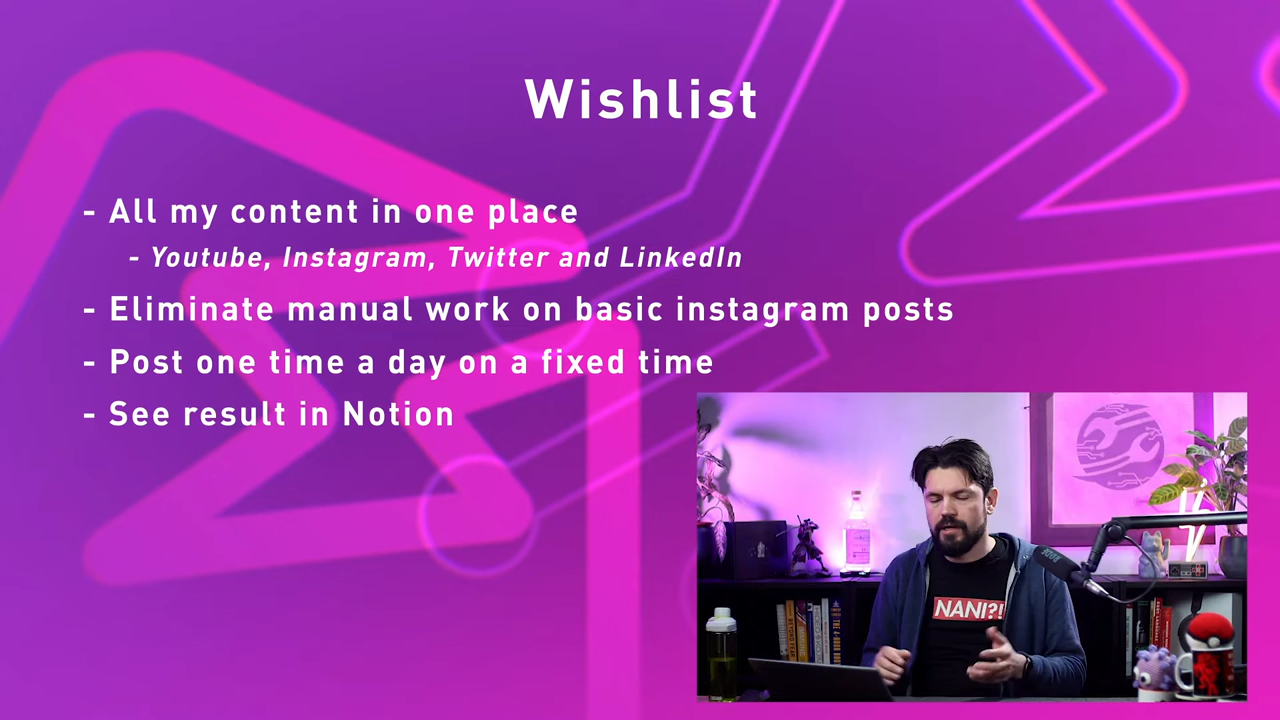 Wishlist
- All my content in one place
- Youtube, Instagram, Twitter and LinkedIn
- Eliminate manual work on basic instagram posts
- Post one time a day on a fixed time
- See result in Notion
NANI?!
RODE